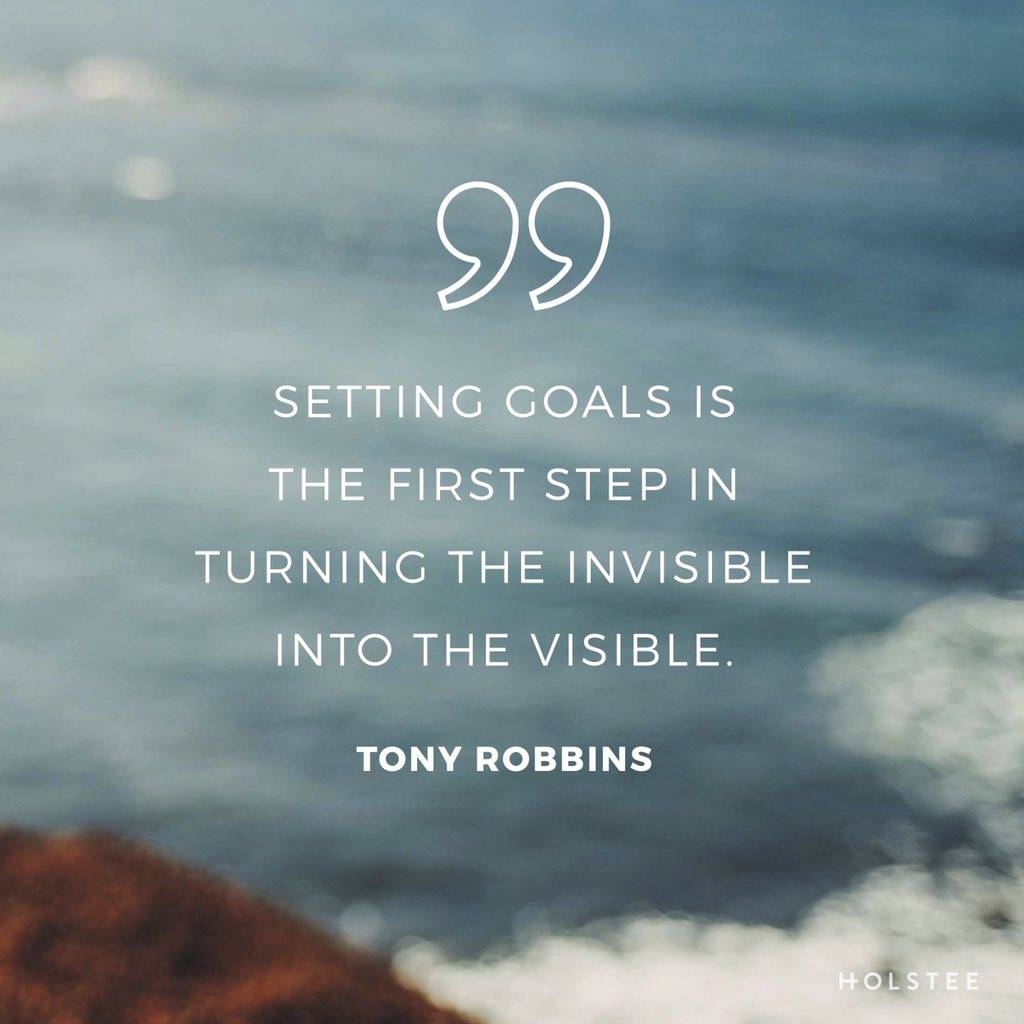 ”
SETTING GOALS IS
THE FIRST STEP IN
TURNING THE INVISIBLE
INTO THE VISIBLE.
TONY ROBBINS
HOLSTEE